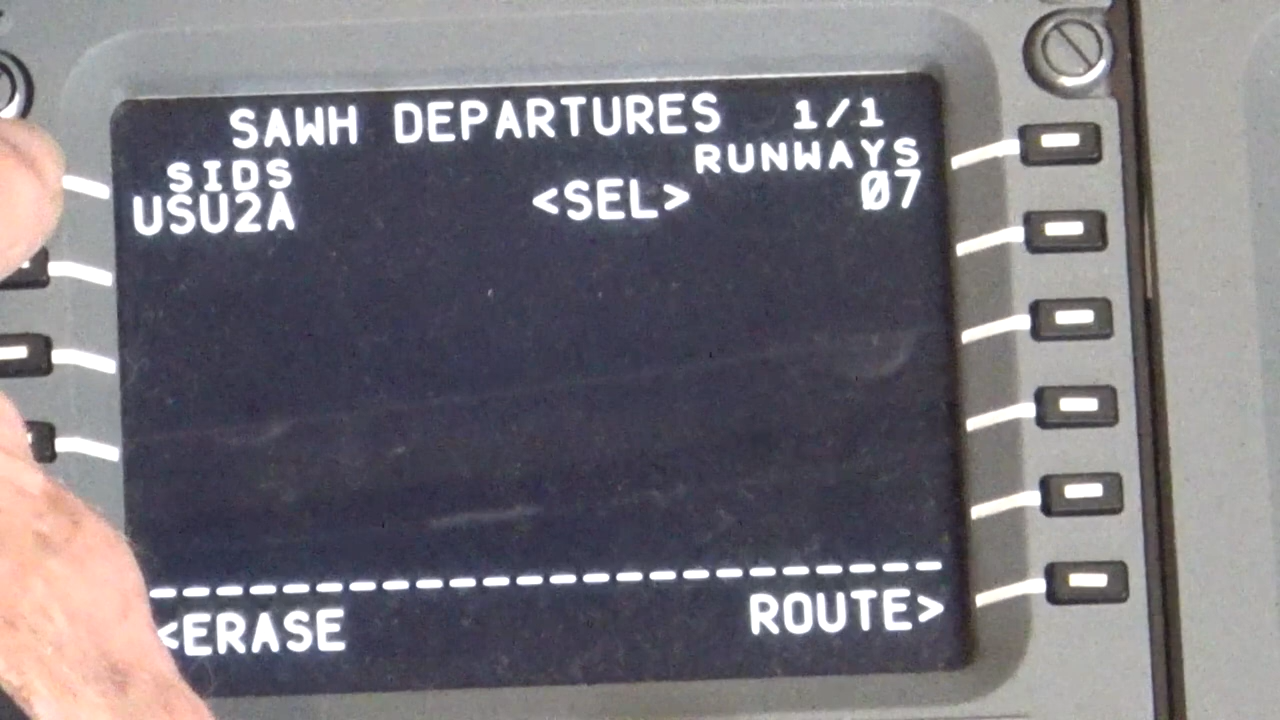 SAWH DEPARTURES 1/1
SIDS RUNWAYS
USU2A <SEL> 07
<ERASE ROUTE>